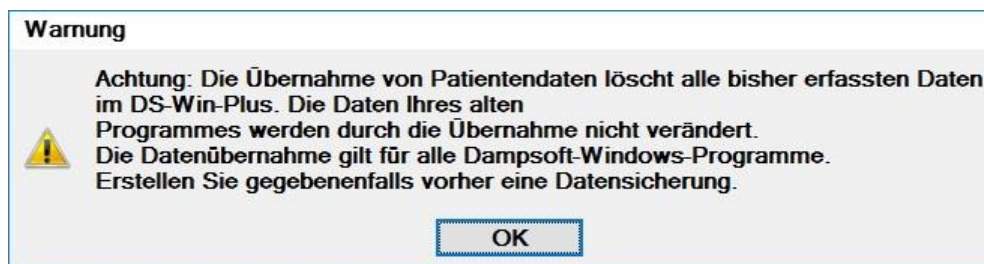 Warnung
Achtung: Die Übernahme von Patientendaten löscht alle bisher erfassten Daten
im DS-Win-Plus. Die Daten Ihres alten
Programmes werden durch die Übernahme nicht verändert.
Die Datenübernahme gilt für alle Dampsoft-Windows-Programme.
Erstellen Sie gegebenenfalls vorher eine Datensicherung.
OK